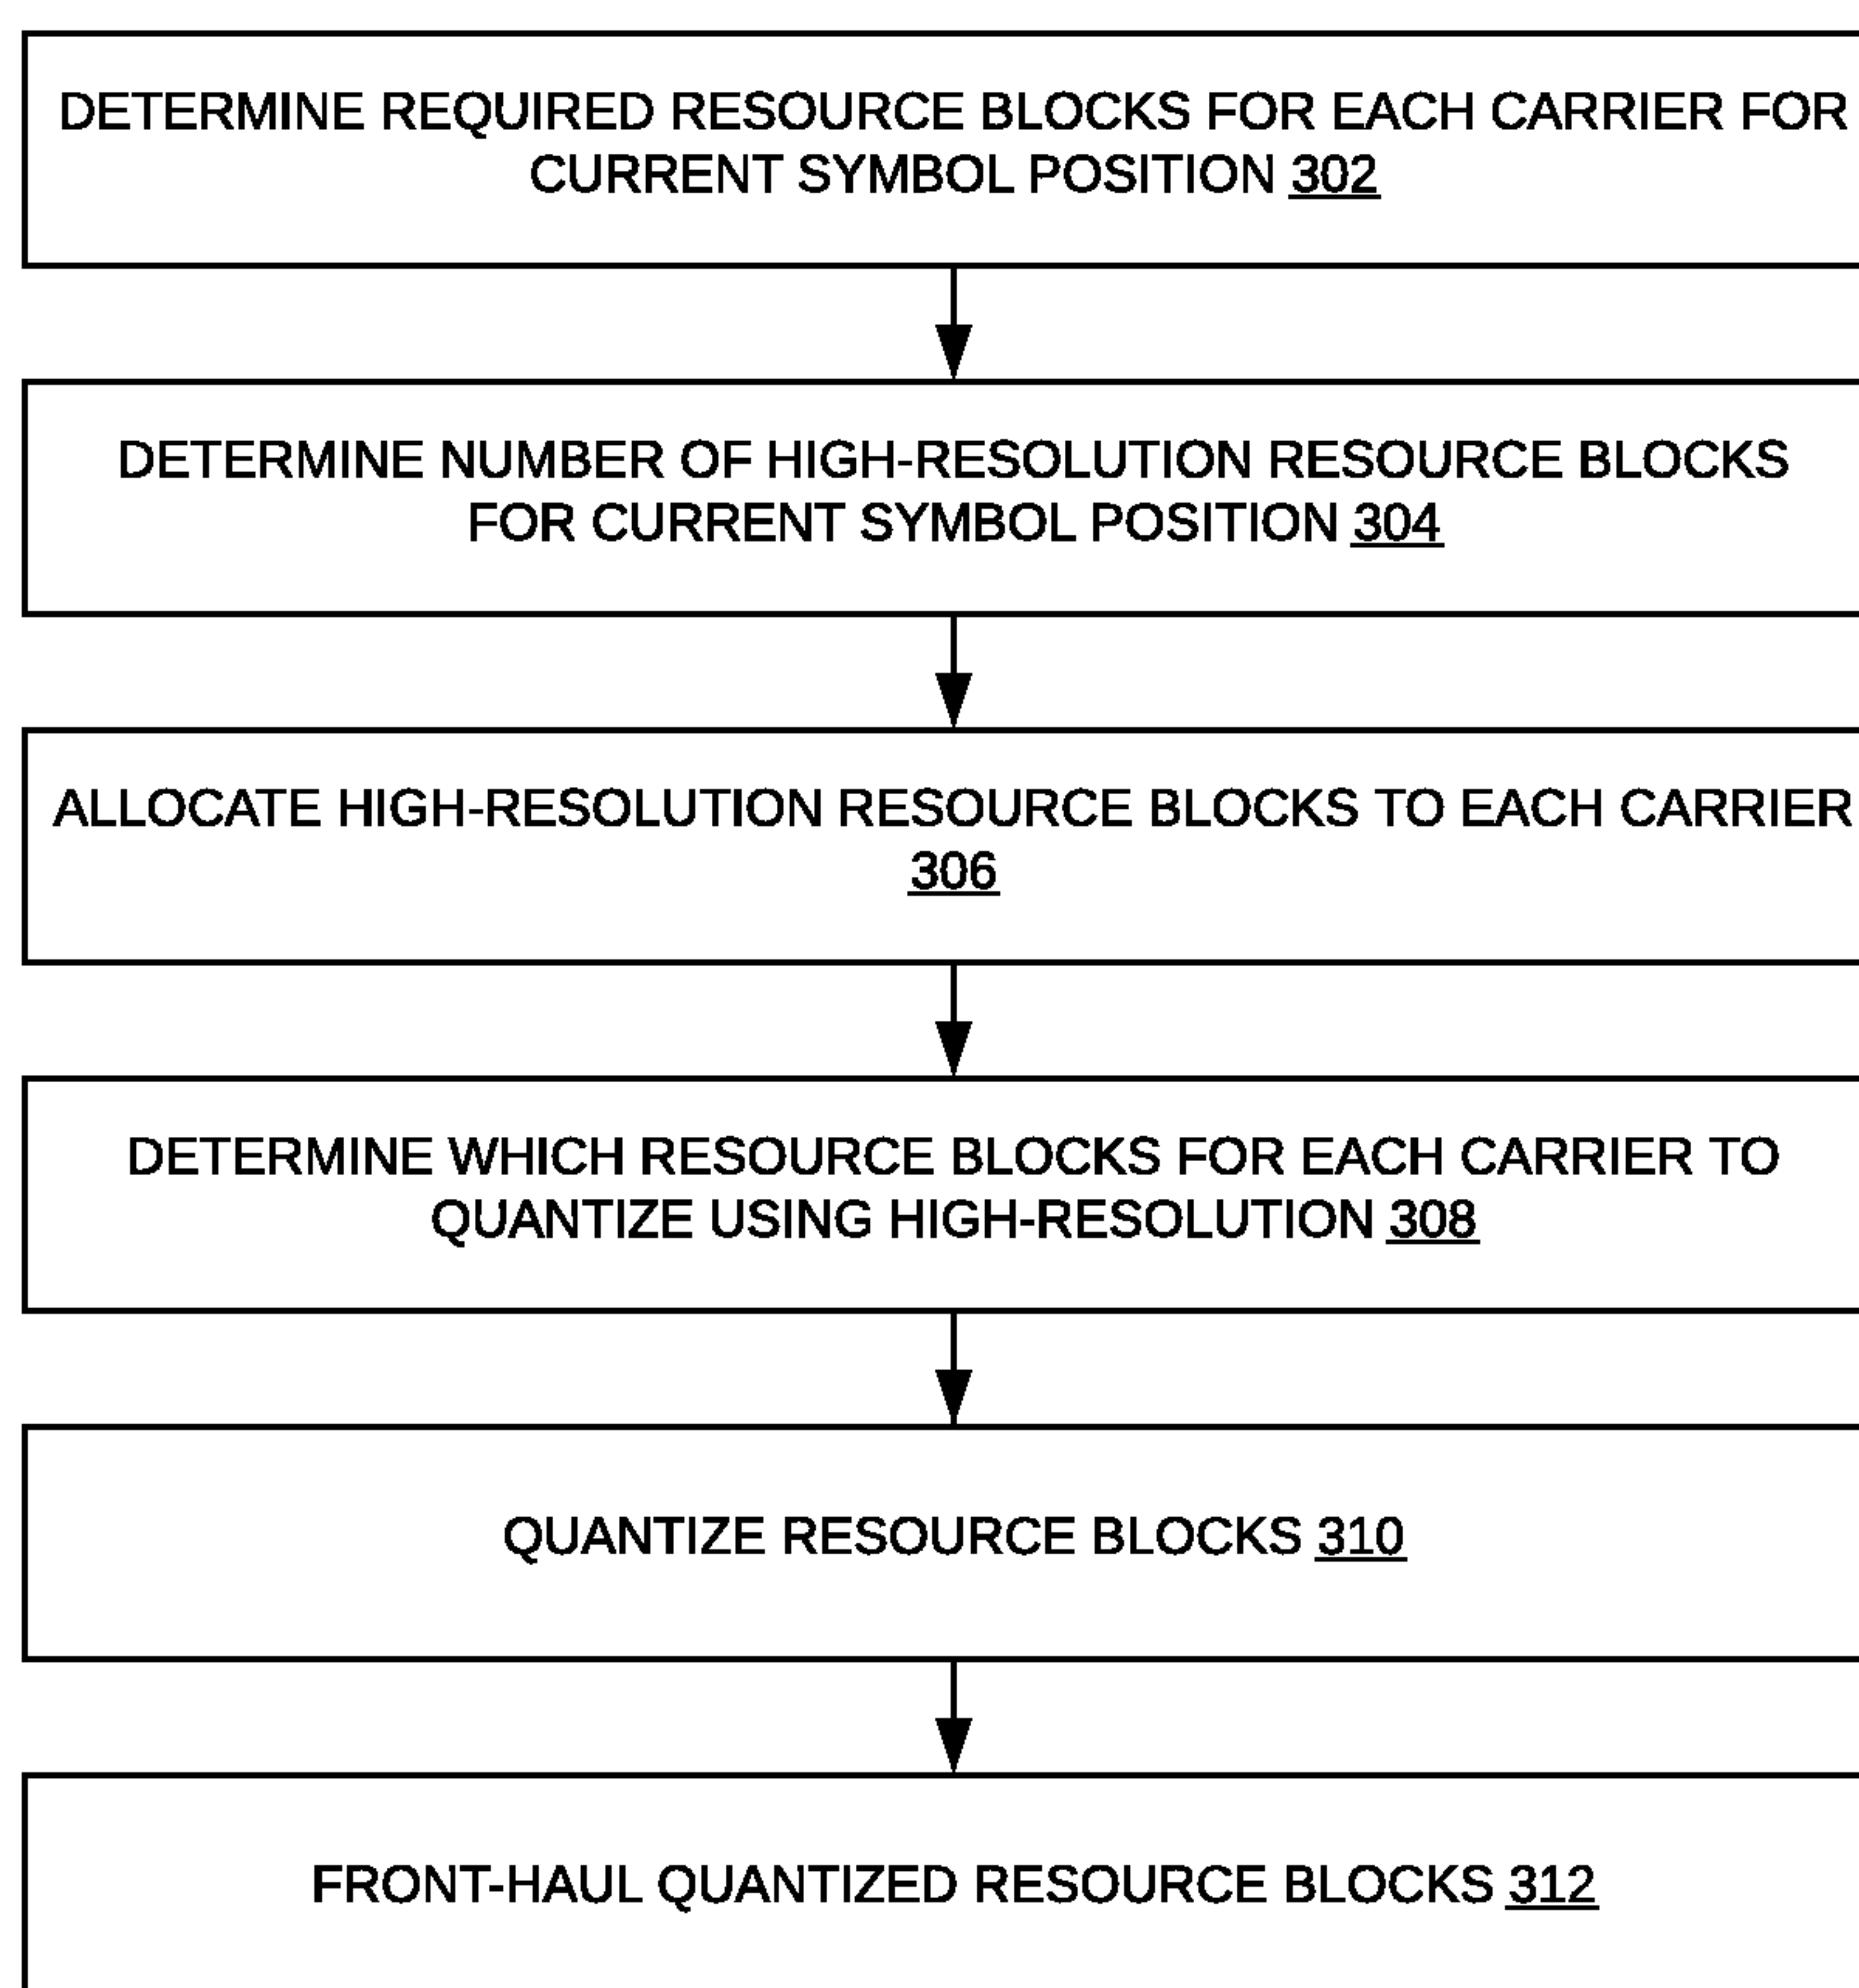 DETERMINE REQUIRED RESOURCE BLOCKS FOR EACH CARRIER FOR
CURRENT SYMBOL POSITION 302
DETERMINE NUMBER OF HIGH-RESOLUTION RESOURCE BLOCKS
FOR CURRENT SYMBOL POSITION 304
ALLOCATE HIGH-RESOLUTION RESOURCE BLOCKS TO EACH CARRIER
306
DETERMINE WHICH RESOURCE BLOCKS FOR EACH CARRIER TO
QUANTIZE USING HIGH-RESOLUTION 308
QUANTIZE RESOURCE BLOCKS 310
FRONT-HAUL QUANTIZED RESOURCE BLOCKS 312